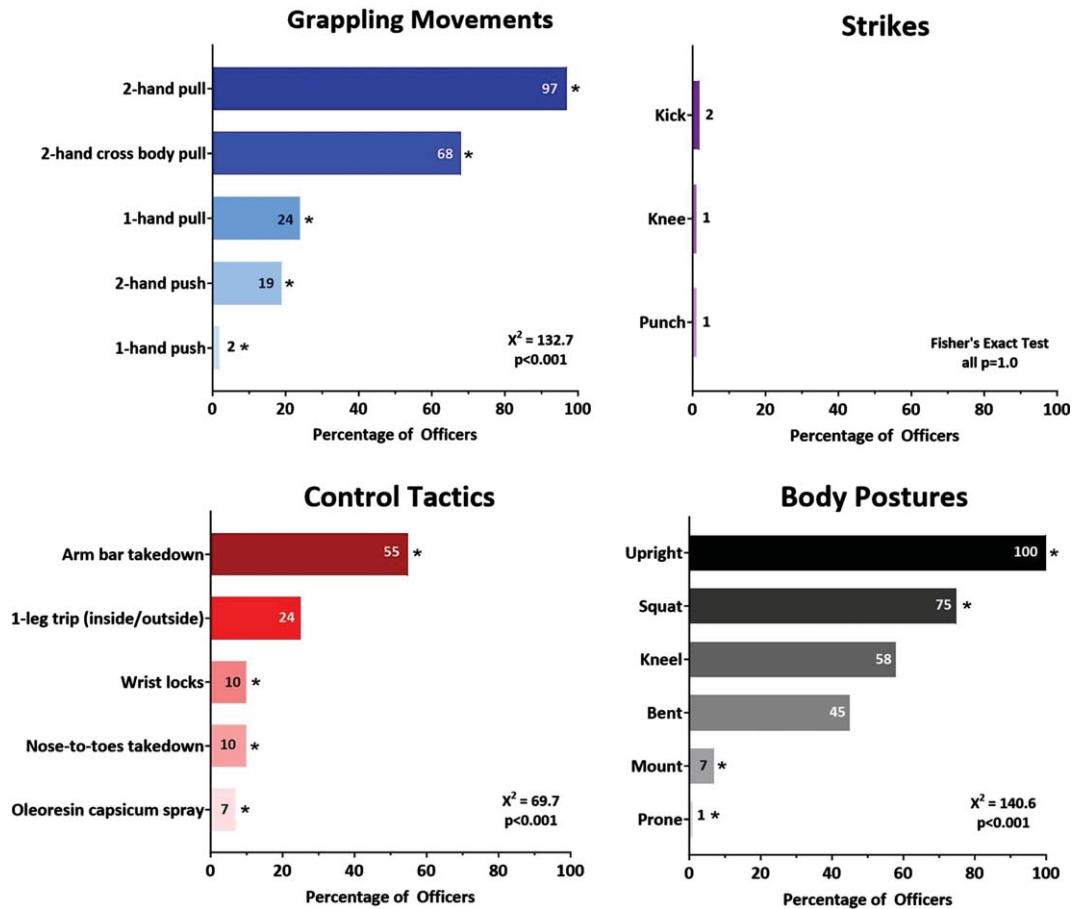 Grappling Movements
2-hand pull
97 *
2-hand cross body pull
68 *
1-hand pull
24 *
2-hand push
19 *
1-hand push
2 *
X² = 132.7
p<0.001
0 20 40 60 80 100
Percentage of Officers
Strikes
Kick
2
Knee
1
Punch
1
Fisher's Exact Test
all p=1.0
0 20 40 60 80 100
Percentage of Officers
Control Tactics
Arm bar takedown
55 *
1-leg trip (inside/outside)
24
Wrist locks
10 *
Nose-to-toes takedown
10 *
Oleoresin capsicum spray
7 *
X² = 69.7
p<0.001
0 20 40 60 80 100
Percentage of Officers
Body Postures
Upright
100 *
Squat
75 *
Kneel
58
Bent
45
Mount
7 *
Prone
1 *
X² = 140.6
p<0.001
0 20 40 60 80 100
Percentage of Officers